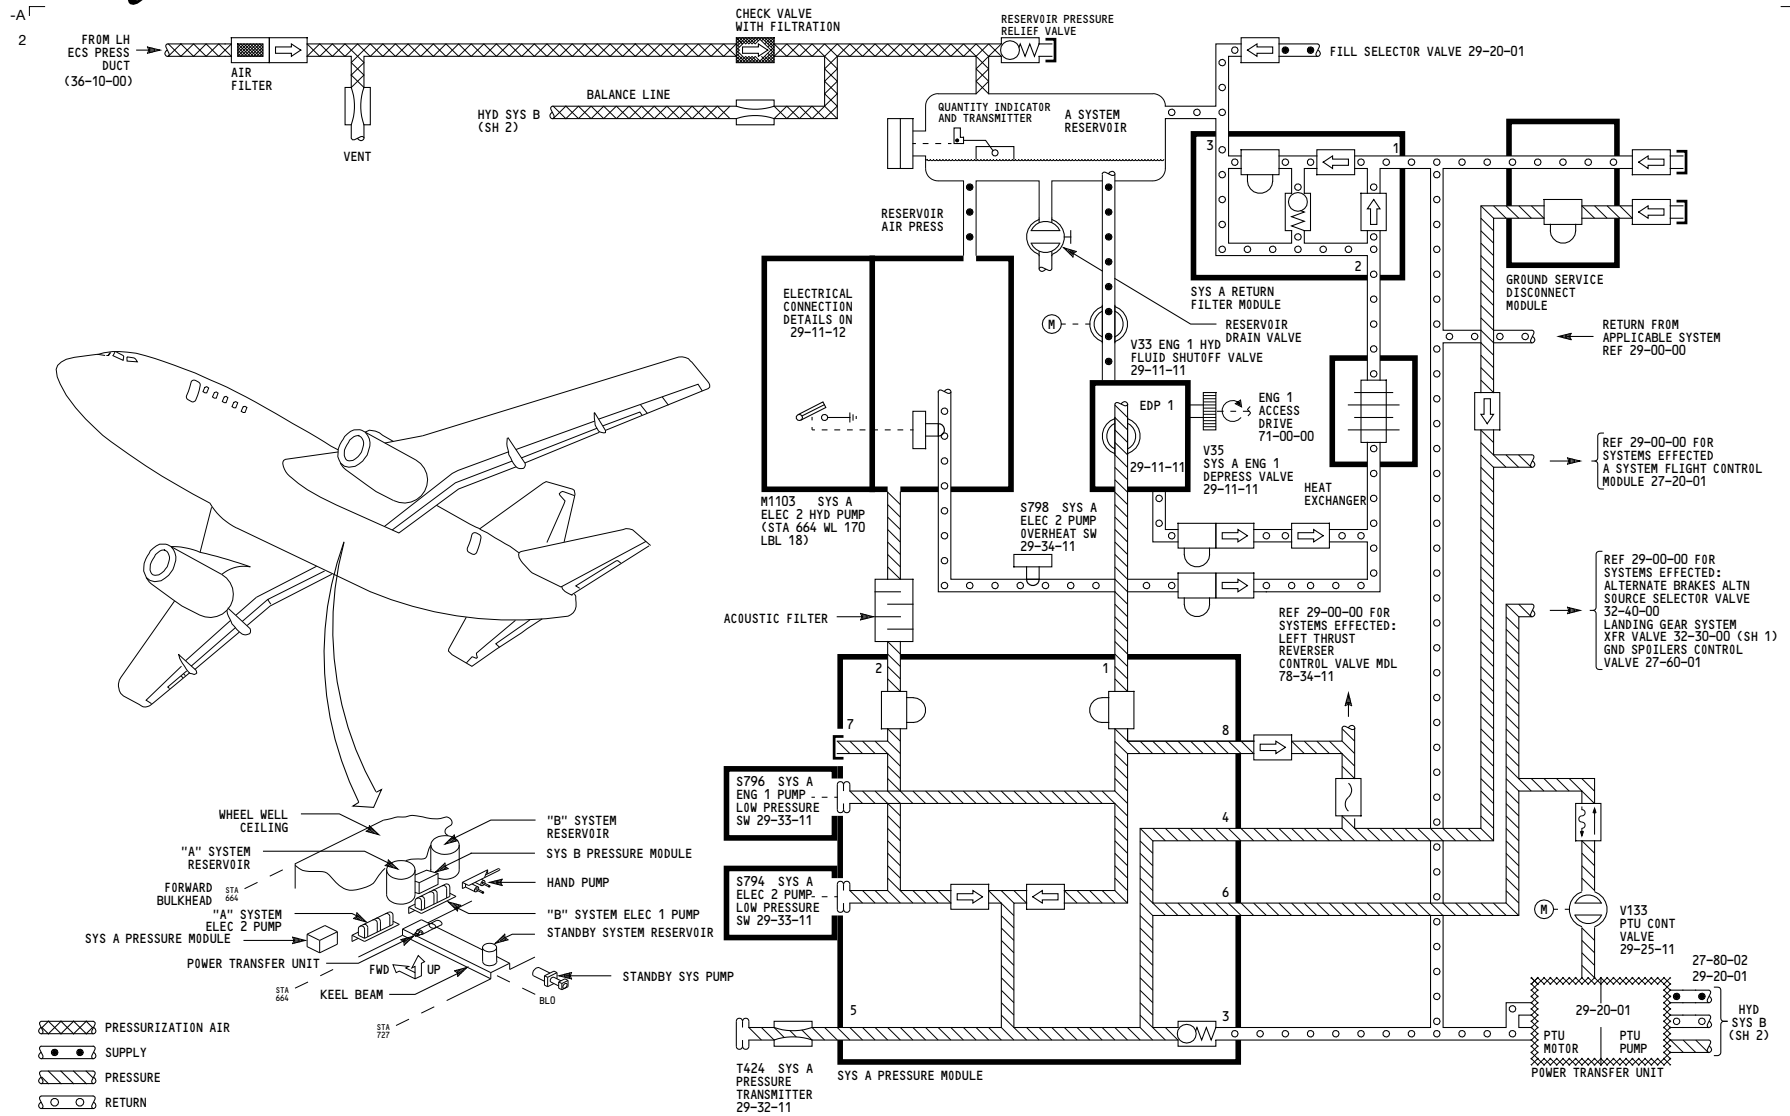 -A
2
FROM LH
ECS PRESS
DUCT
(36-10-00)
AIR
FILTER
VENT
CHECK VALVE
WITH FILTRATION
BALANCE LINE
HYD SYS B
(SH 2)
RESERVOIR PRESSURE
RELIEF VALVE
FILL SELECTOR VALVE 29-20-01
QUANTITY INDICATOR
AND TRANSMITTER
A SYSTEM
RESERVOIR
RESERVOIR
AIR PRESS
3
1
2
SYS A RETURN
FILTER MODULE
GROUND SERVICE
DISCONNECT
MODULE
ELECTRICAL
CONNECTION
DETAILS ON
29-11-12
M
RESERVOIR
DRAIN VALVE
V33 ENG 1 HYD
FLUID SHUTOFF VALVE
29-11-11
RETURN FROM
APPLICABLE SYSTEM
REF 29-00-00
EDP 1
29-11-11
ENG 1
ACCESS
DRIVE
71-00-00
V35
SYS A ENG 1
DEPRESS VALVE
29-11-11
HEAT
EXCHANGER
REF 29-00-00 FOR
SYSTEMS EFFECTED
A SYSTEM FLIGHT CONTROL
MODULE 27-20-01
M1103 SYS A
ELEC 2 HYD PUMP
(STA 664 WL 170
LBL 18)
S798 SYS A
ELEC 2 PUMP
OVERHEAT SW
29-34-11
ACOUSTIC FILTER
REF 29-00-00 FOR
SYSTEMS EFFECTED:
ALTERNATE BRAKES ALTN
SOURCE SELECTOR VALVE
32-40-00
LANDING GEAR SYSTEM
XFR VALVE 32-30-00 (SH 1)
GND SPOILERS CONTROL
VALVE 27-60-01
REF 29-00-00 FOR
SYSTEMS EFFECTED:
LEFT THRUST
REVERSER
CONTROL VALVE MDL
78-34-11
2
1
7
8
S796 SYS A
ENG 1 PUMP
LOW PRESSURE
SW 29-33-11
4
S794 SYS A
ELEC 2 PUMP
LOW PRESSURE
SW 29-33-11
6
M
V133
PTU CONT
VALVE
29-25-11
5
3
T424 SYS A
PRESSURE
TRANSMITTER
29-32-11
SYS A PRESSURE MODULE
29-20-01
PTU
MOTOR
PTU
PUMP
POWER TRANSFER UNIT
27-80-02
29-20-01
HYD
SYS B
(SH 2)
WHEEL WELL
CEILING
"A" SYSTEM
RESERVOIR
FORWARD
BULKHEAD
STA
664
"A" SYSTEM
ELEC 2 PUMP
SYS A PRESSURE MODULE
POWER TRANSFER UNIT
STA
664
FWD
UP
KEEL BEAM
STA
727
"B" SYSTEM
RESERVOIR
SYS B PRESSURE MODULE
HAND PUMP
"B" SYSTEM ELEC 1 PUMP
STANDBY SYSTEM RESERVOIR
STANDBY SYS PUMP
BL0
PRESSURIZATION AIR
SUPPLY
PRESSURE
RETURN